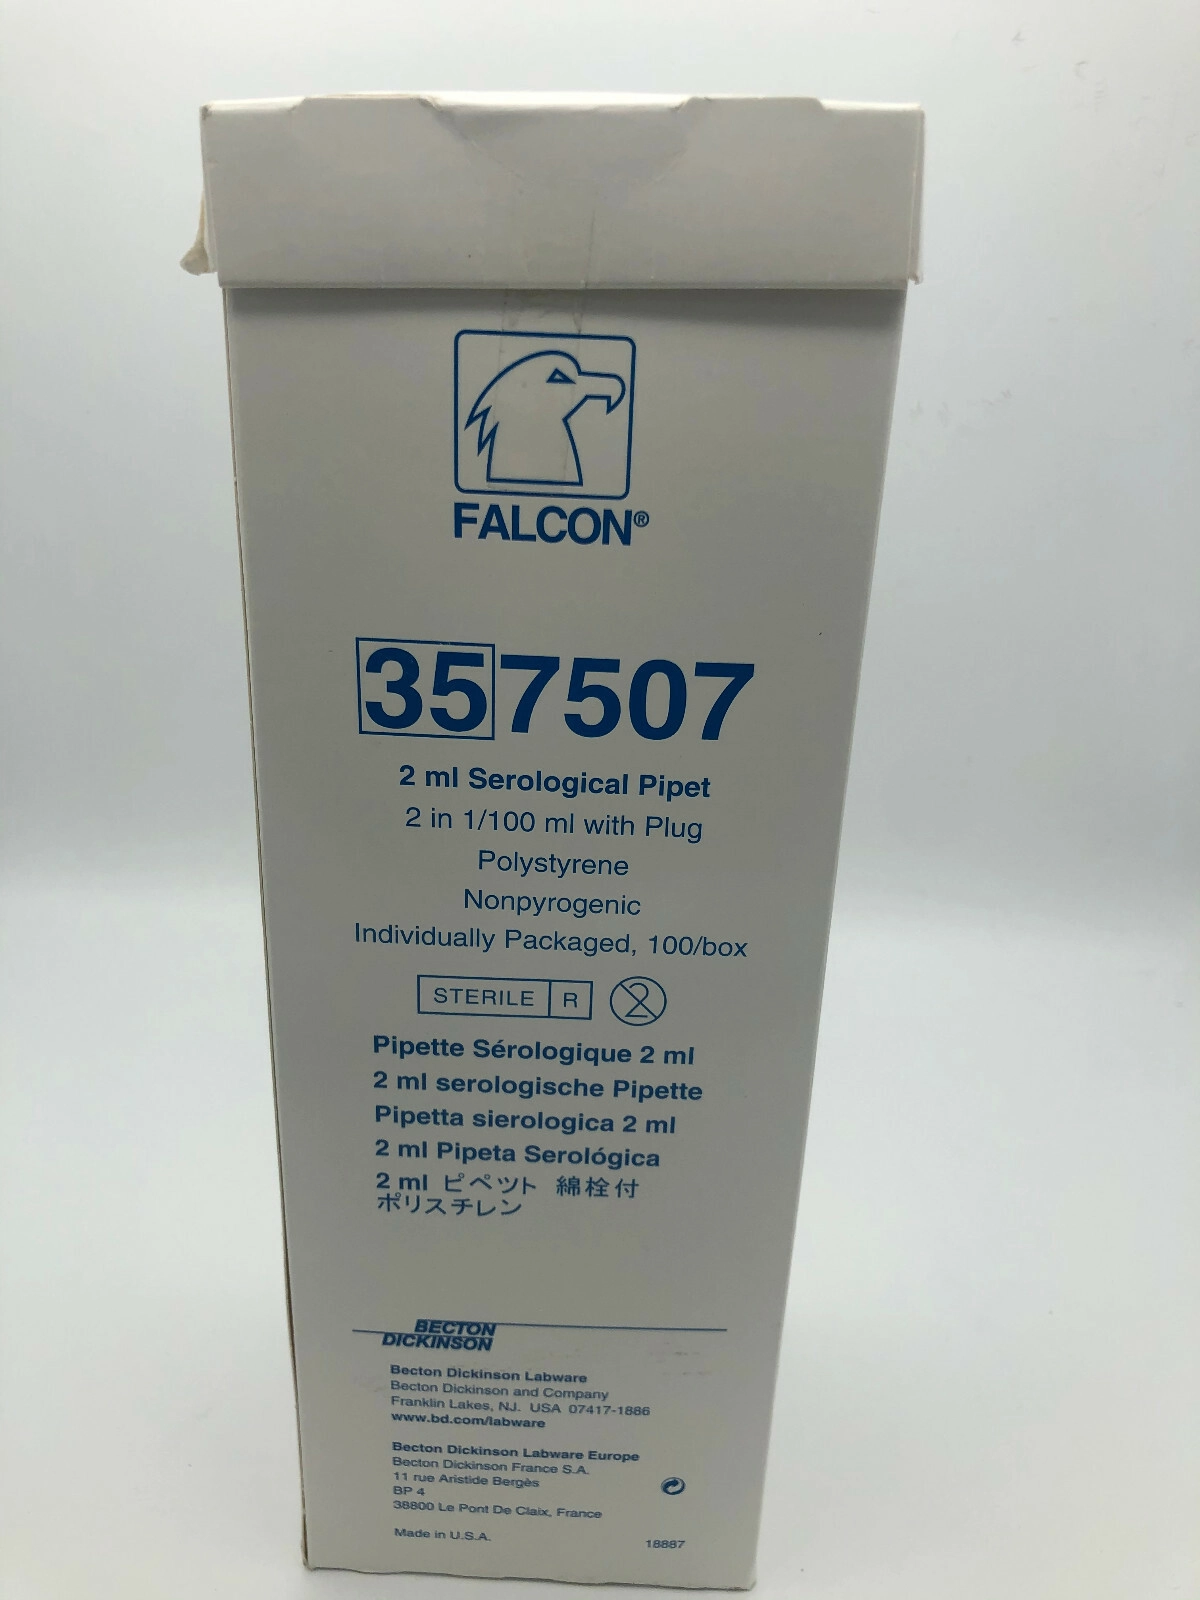 FALCON®
357507
2 ml Serological Pipet
2 in 1/100 ml with Plug
Polystyrene
Nonpyrogenic
Individually Packaged, 100/box
STERILE R 2
Pipette Sérologique 2 ml
2 ml serologische Pipette
Pipetta sierologica 2 ml
2 ml Pipeta Serológica
2 ml ピペット 綿栓付
ポリスチレン
BECTON
DICKINSON
Becton Dickinson Labware
Becton Dickinson and Company
Franklin Lakes, NJ. USA 07417-1886
www.bd.com/labware
Becton Dickinson Labware Europe
Becton Dickinson France S.A.
11 rue Aristide Bergès
BP 4
38800 Le Pont De Claix, France
Made in U.S.A.
18887